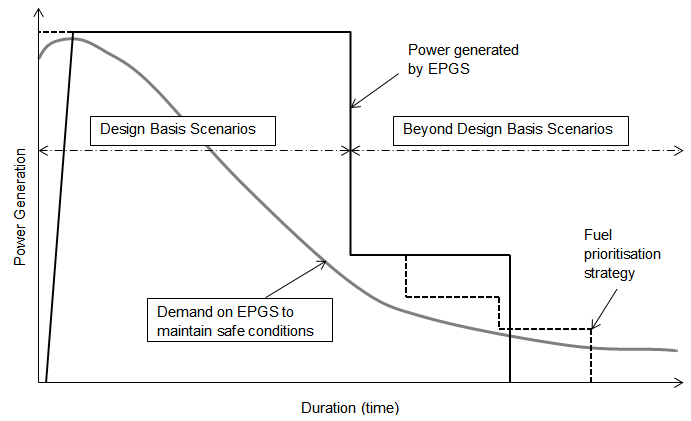 Power generated
by EPGS
Design Basis Scenarios
Beyond Design Basis Scenarios
Power Generation
Fuel
prioritisation
strategy
Demand on EPGS to
maintain safe conditions
Duration (time)